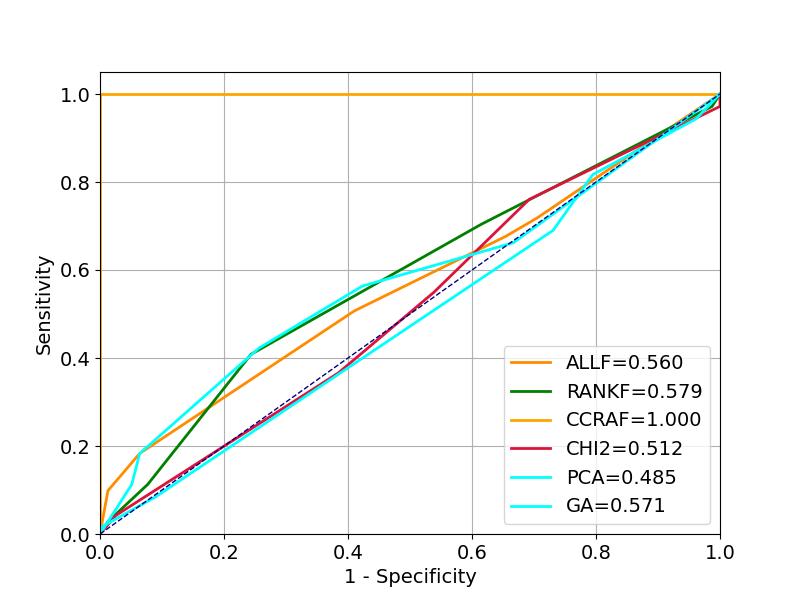 1.0
0.8
0.6
0.4
0.2
0.0
Sensitivity
ALLF=0.560
RANKF=0.579
CCRAF=1.000
CHI2=0.512
PCA=0.485
GA=0.571
0.0 0.2 0.4 0.6 0.8 1.0
1 - Specificity